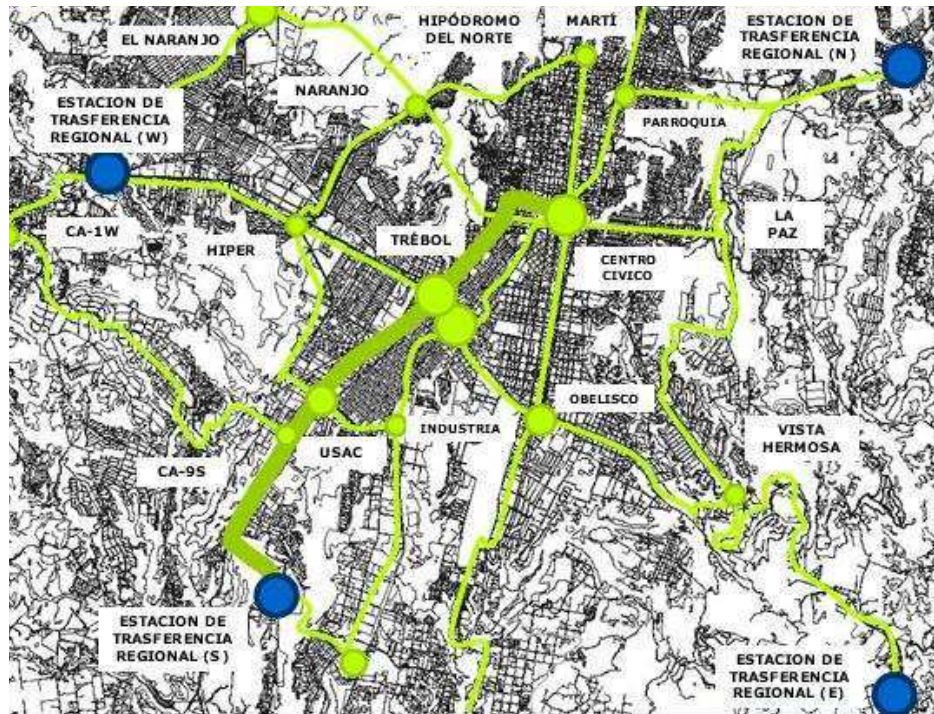 EL NARANJO
HIPÓDROMO
DEL NORTE
MARTÍ
ESTACION DE
TRASFERENCIA
REGIONAL (N)
ESTACION DE
TRASFERENCIA
REGIONAL (W)
NARANJO
PARROQUIA
CA-1W
HIPER
TRÉBOL
CENTRO
CIVICO
LA
PAZ
CA-9S
USAC
INDUSTRIA
OBELISCO
VISTA
HERMOSA
ESTACION DE
TRASFERENCIA
REGIONAL (S)
ESTACION DE
TRASFERENCIA
REGIONAL (E)